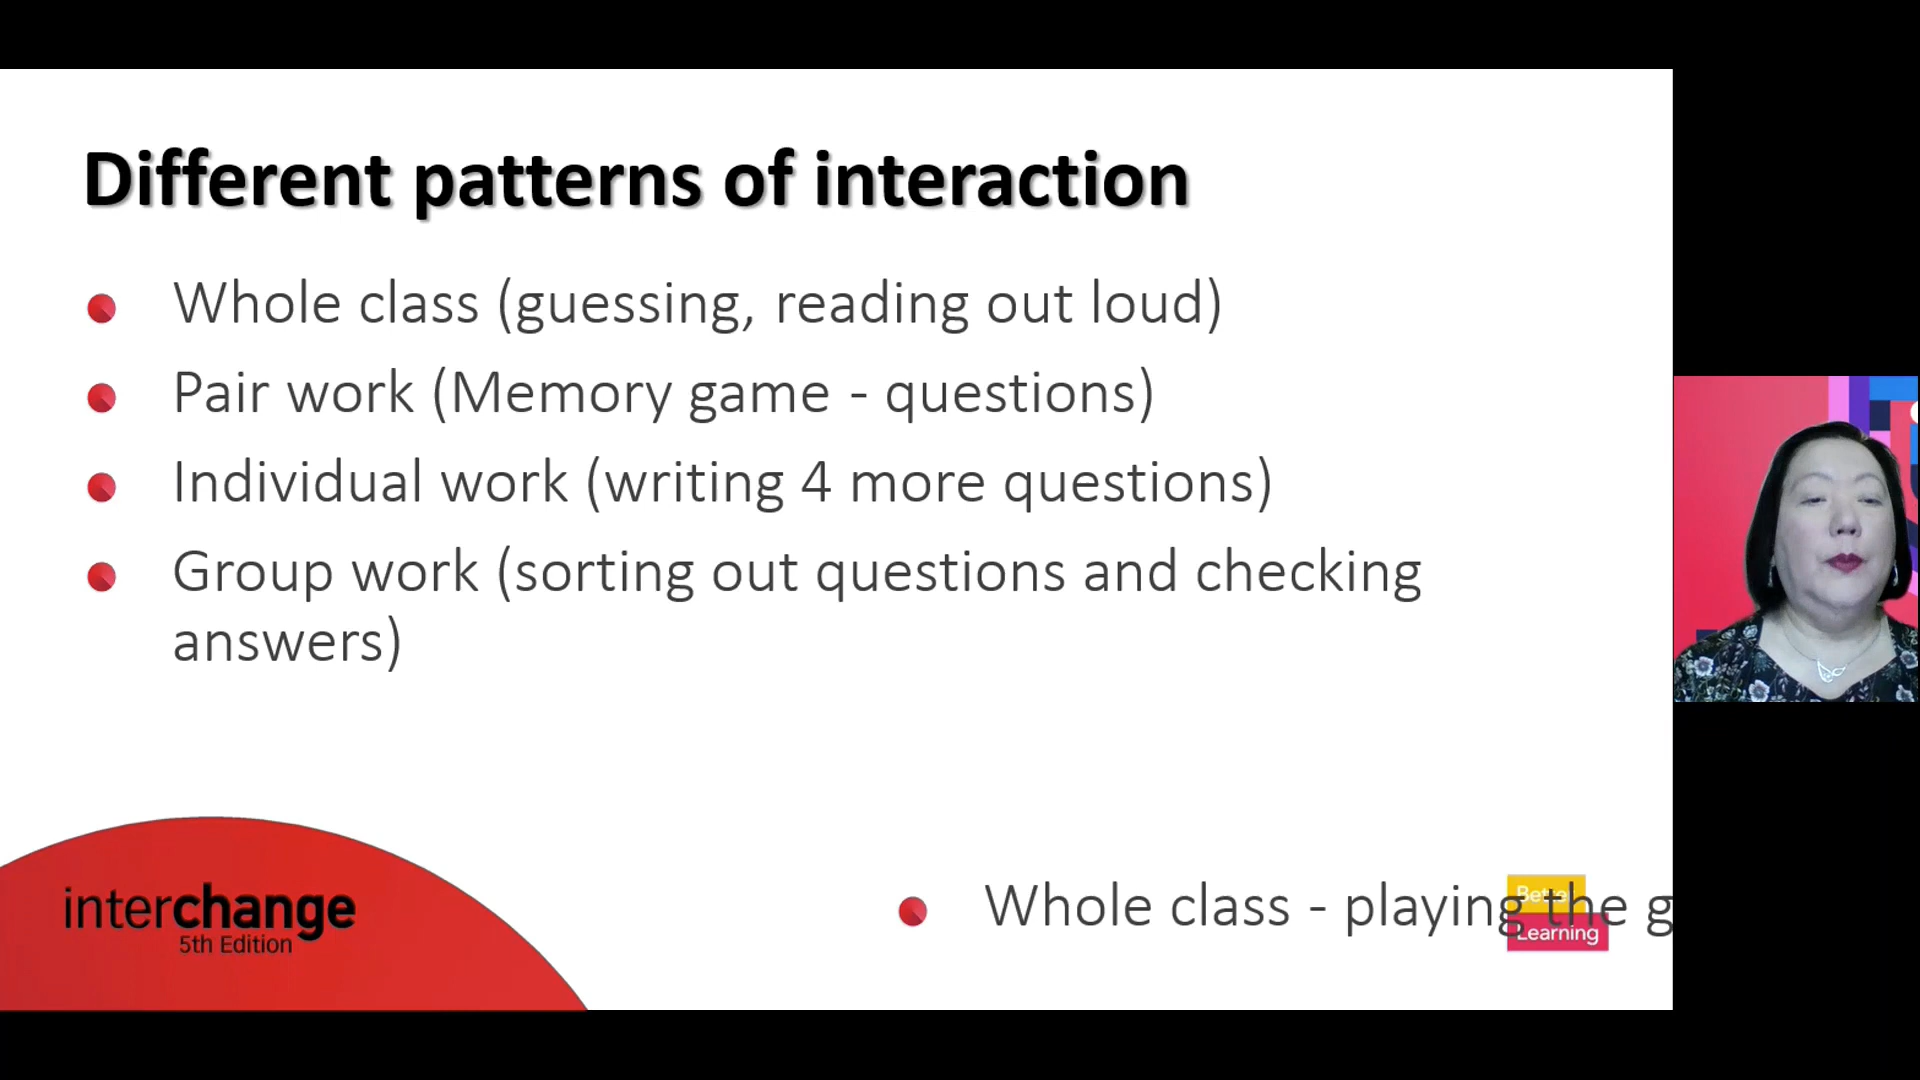 Different patterns of interaction
Whole class (guessing, reading out loud)
Pair work (Memory game - questions)
Individual work (writing 4 more questions)
Group work (sorting out questions and checking
answers)
Whole class - playing the g
Better
Learning
interchange
5th Edition